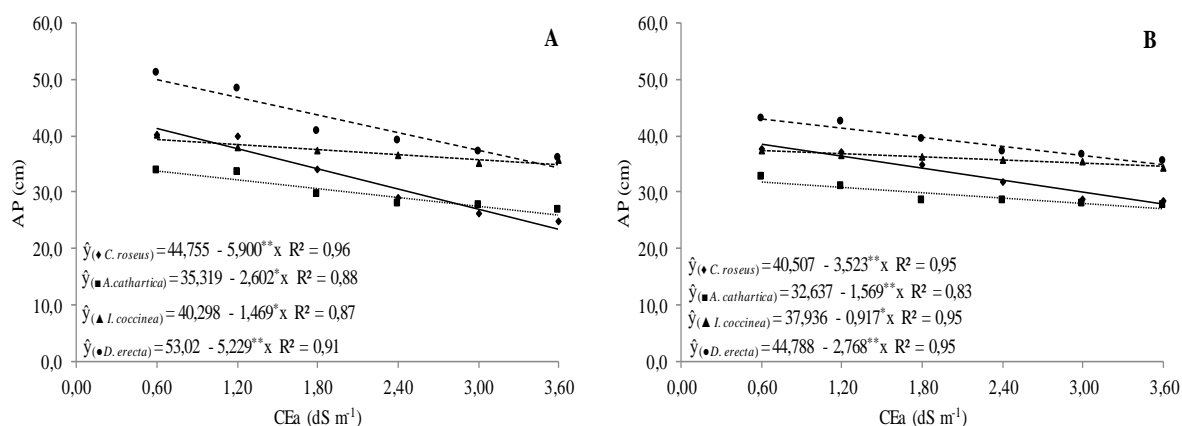 60,0
50,0
40,0
30,0
20,0
10,0
0,0
AP (cm)
A
ŷ(♦ C. roseus) = 44,755 - 5,900**x R² = 0,96
ŷ(■ A.cathartica) = 35,319 - 2,602*x R² = 0,88
ŷ(▲ I. coccinea) = 40,298 - 1,469*x R² = 0,87
ŷ(● D. erecta) = 53,02 - 5,229**x R² = 0,91
0,00 0,60 1,20 1,80 2,40 3,00 3,60
CEa (dS m-1)
60,0
50,0
40,0
30,0
20,0
10,0
0,0
AP (cm)
B
ŷ(♦ C. roseus) = 40,507 - 3,523**x R² = 0,95
ŷ(■ A. cathartica) = 32,637 - 1,569**x R² = 0,83
ŷ(▲ I. coccinea) = 37,936 - 0,917*x R² = 0,95
ŷ(● D. erecta) = 44,788 - 2,768**x R² = 0,95
0,00 0,60 1,20 1,80 2,40 3,00 3,60
CEa (dS m-1)